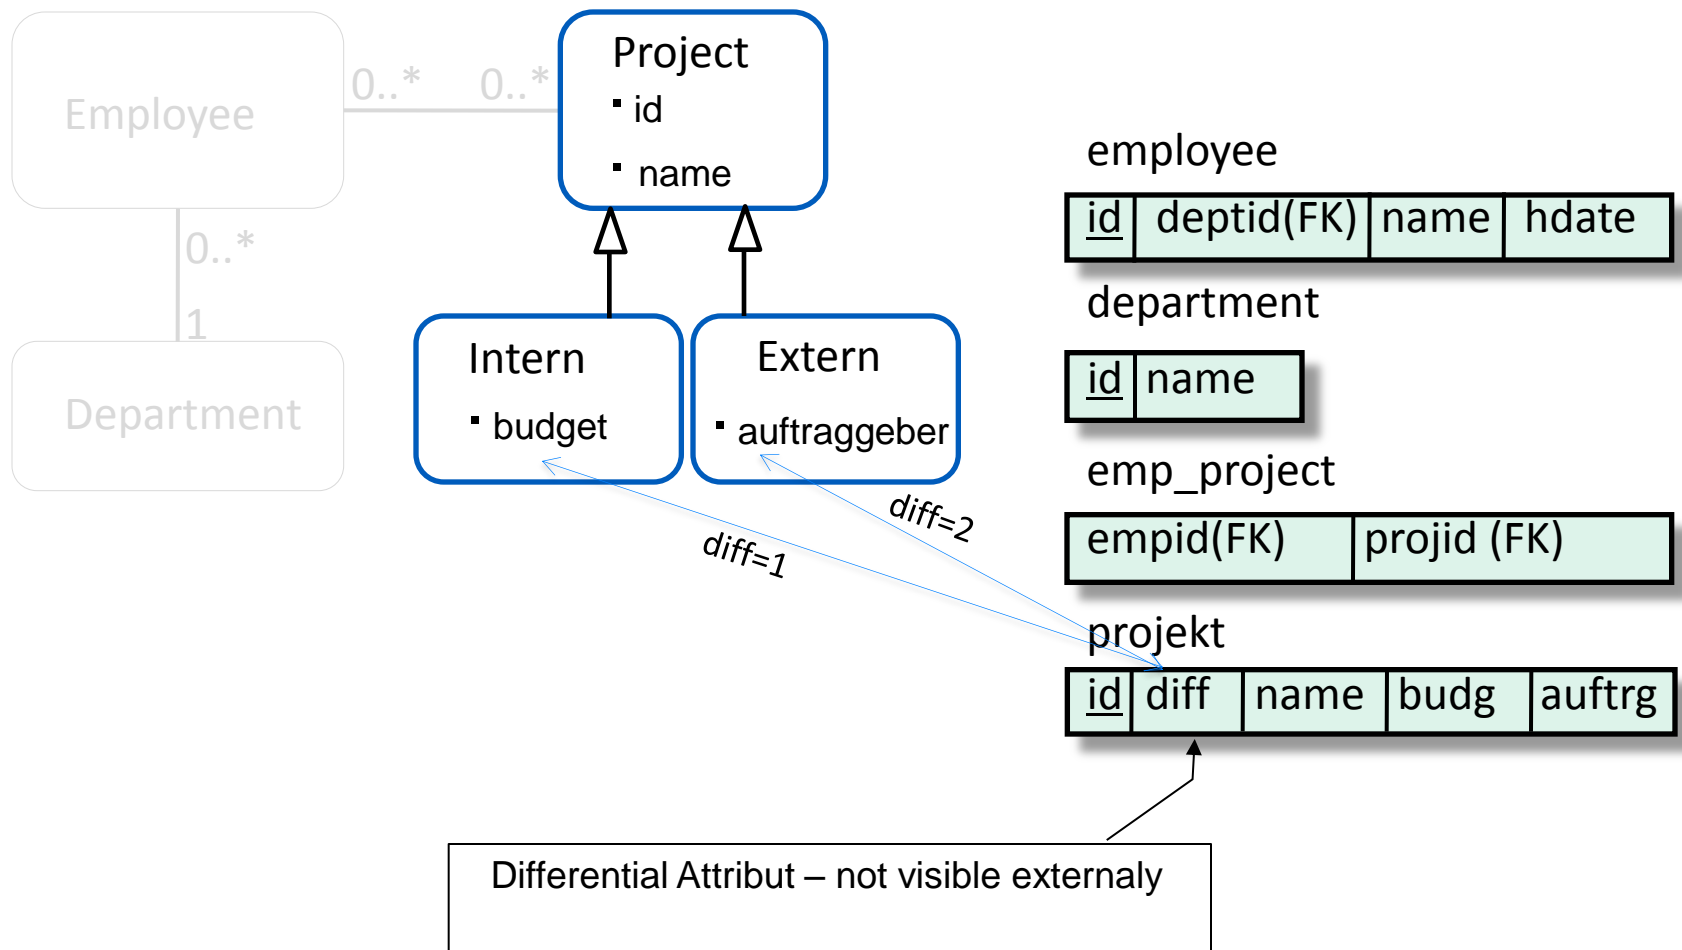 Project
▪ id
▪ name
0..* 0..*
Employee
0..*
1
Department
Intern
▪ budget
Extern
▪ auftraggeber
diff=1
diff=2
employee
id deptid(FK) name hdate
department
id name
emp_project
empid(FK) projid (FK)
projekt
id diff name budg auftrg
Differential Attribut – not visible externaly